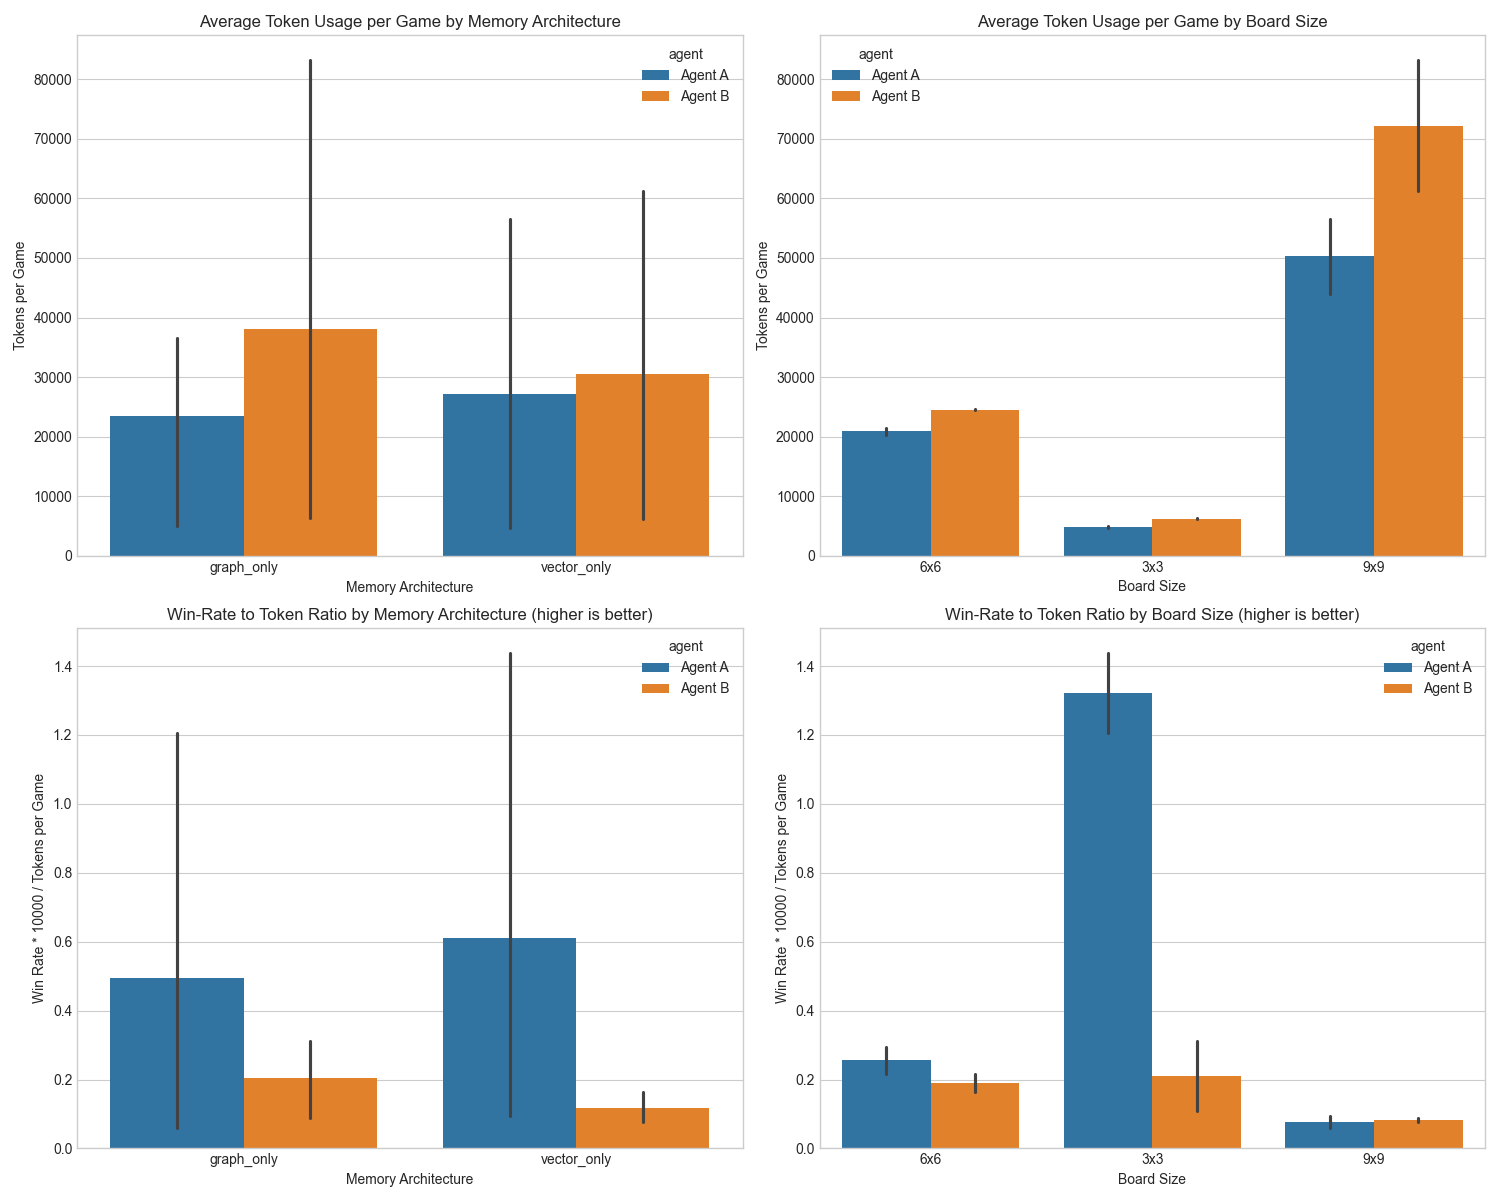 Average Token Usage per Game by Memory Architecture
agent
Agent A
Agent B
80000
70000
60000
50000
40000
30000
20000
10000
0
Tokens per Game
graph_only
vector_only
Memory Architecture
Average Token Usage per Game by Board Size
agent
Agent A
Agent B
80000
70000
60000
50000
40000
30000
20000
10000
0
Tokens per Game
6x6
3x3
9x9
Board Size
Win-Rate to Token Ratio by Memory Architecture (higher is better)
agent
Agent A
Agent B
1.4
1.2
1.0
0.8
0.6
0.4
0.2
0.0
Win Rate * 10000 / Tokens per Game
graph_only
vector_only
Memory Architecture
Win-Rate to Token Ratio by Board Size (higher is better)
agent
Agent A
Agent B
1.4
1.2
1.0
0.8
0.6
0.4
0.2
0.0
Win Rate * 10000 / Tokens per Game
6x6
3x3
9x9
Board Size